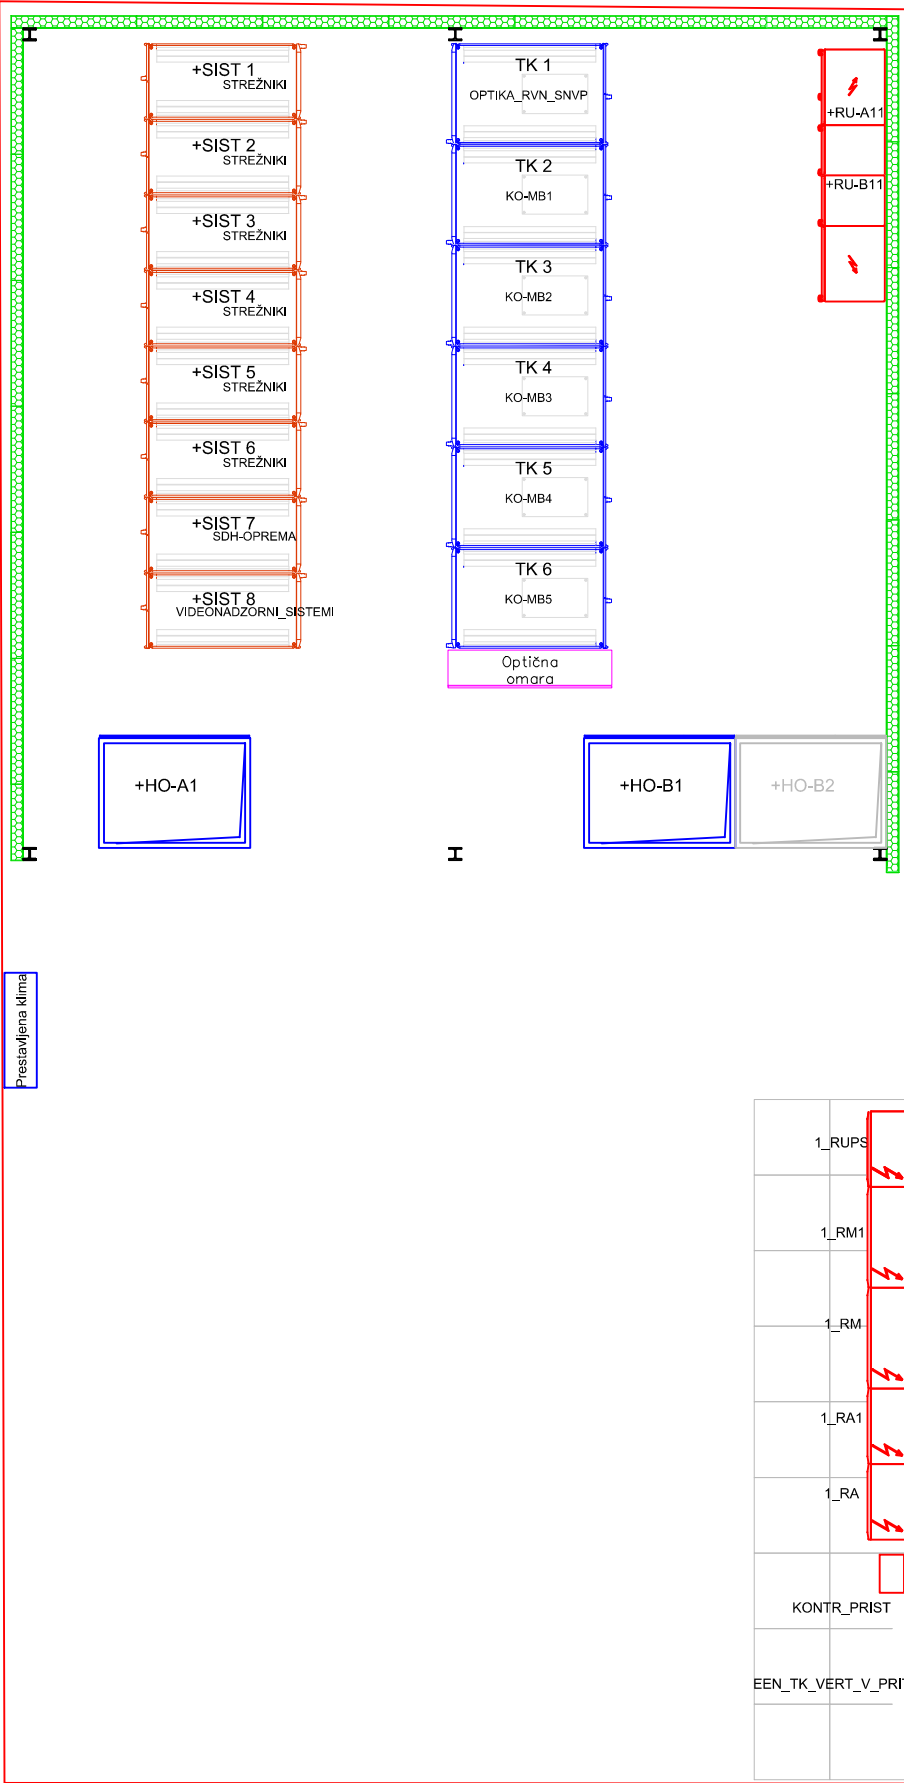 +SIST 1
STREŽNIKI
+SIST 2
STREŽNIKI
+SIST 3
STREŽNIKI
+SIST 4
STREŽNIKI
+SIST 5
STREŽNIKI
+SIST 6
STREŽNIKI
+SIST 7
SDH-OPREMA
+SIST 8
VIDEONADZORNI_SISTEMI
TK 1
OPTIKA_RVN_SNVP
TK 2
KO-MB1
TK 3
KO-MB2
TK 4
KO-MB3
TK 5
KO-MB4
TK 6
KO-MB5
Optična
omara
+RU-A11
+RU-B11
+HO-A1
+HO-B1
+HO-B2
Prestavljena klima
1_RUPS
1_RM1
1_RM
1_RA1
1_RA
KONTR_PRIST
EEN_TK_VERT_V_PRIT